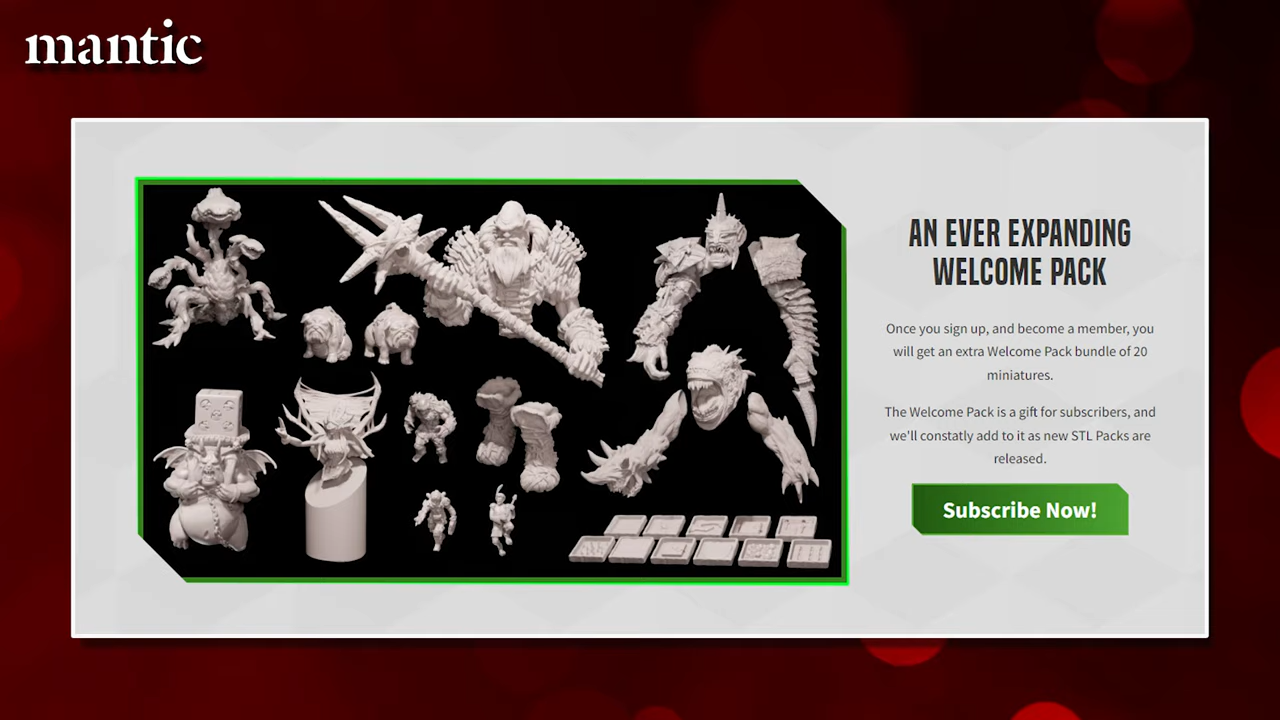 mantic
AN EVER EXPANDING
WELCOME PACK
Once you sign up, and become a member, you
will get an extra Welcome Pack bundle of 20
miniatures.
The Welcome Pack is a gift for subscribers, and
we'll constatly add to it as new STL Packs are
released.
Subscribe Now!